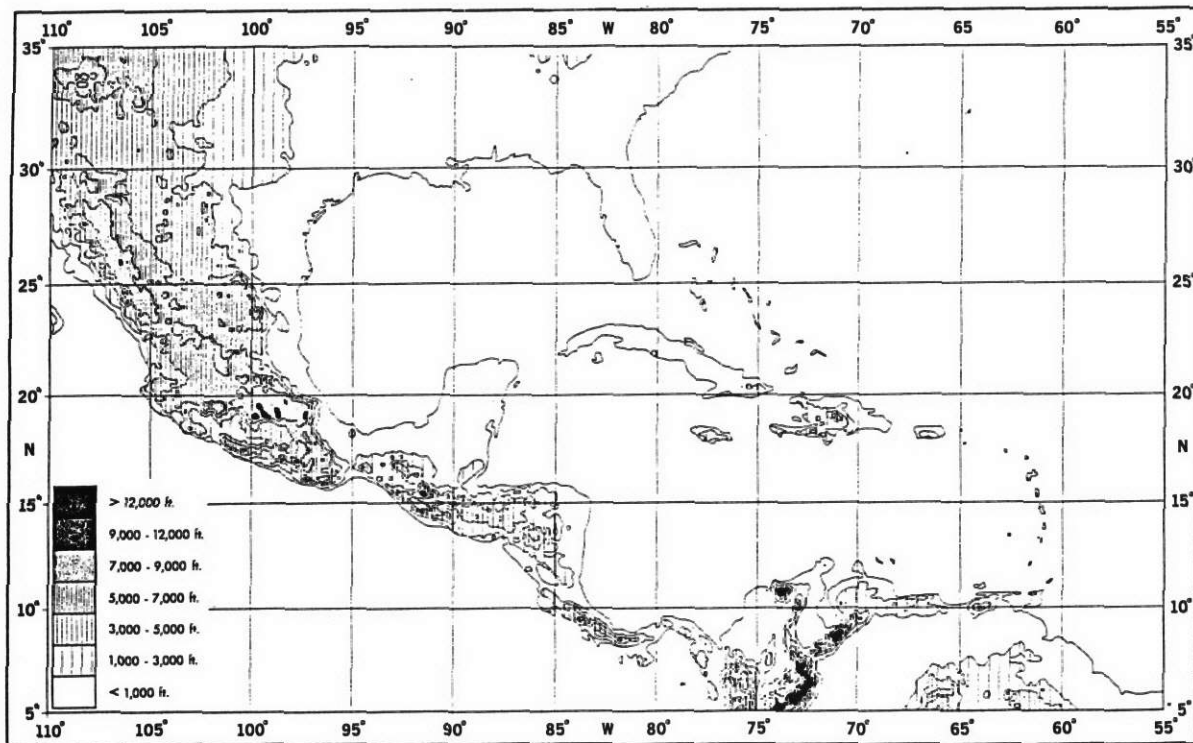 110° 105° 100° 95° 90° 85° W 80° 75° 70° 65° 60° 55°
35° 35°
30° 30°
25° 25°
20° 20°
N N
15° 15°
10° 10°
5° 5°
> 12,000 ft.
9,000 - 12,000 ft.
7,000 - 9,000 ft.
5,000 - 7,000 ft.
3,000 - 5,000 ft.
1,000 - 3,000 ft.
< 1,000 ft.
110° 105° 100° 95° 90° 85° W 80° 75° 70° 65° 60° 55°